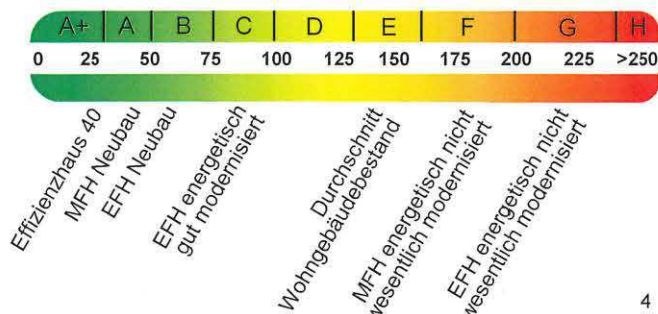 A+ A B C D E F G H
0 25 50 75 100 125 150 175 200 225 >250
Effizienzhaus 40
MFH Neubau
EFH Neubau
EFH energetisch
gut modernisiert
Durchschnitt
Wohngebäudebestand
MFH energetisch nicht
wesentlich modernisiert
EFH energetisch nicht
wesentlich modernisiert
4